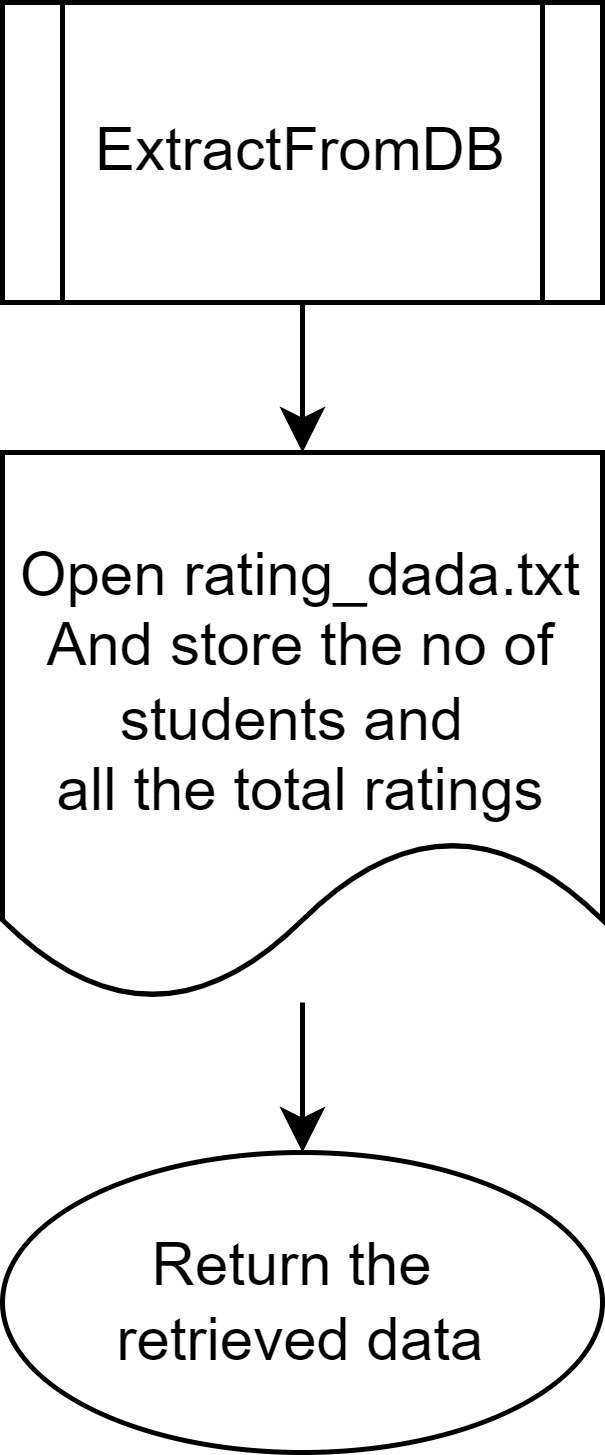 ExtractFromDB
Open rating_dada.txt
And store the no of
students and
all the total ratings
Return the
retrieved data